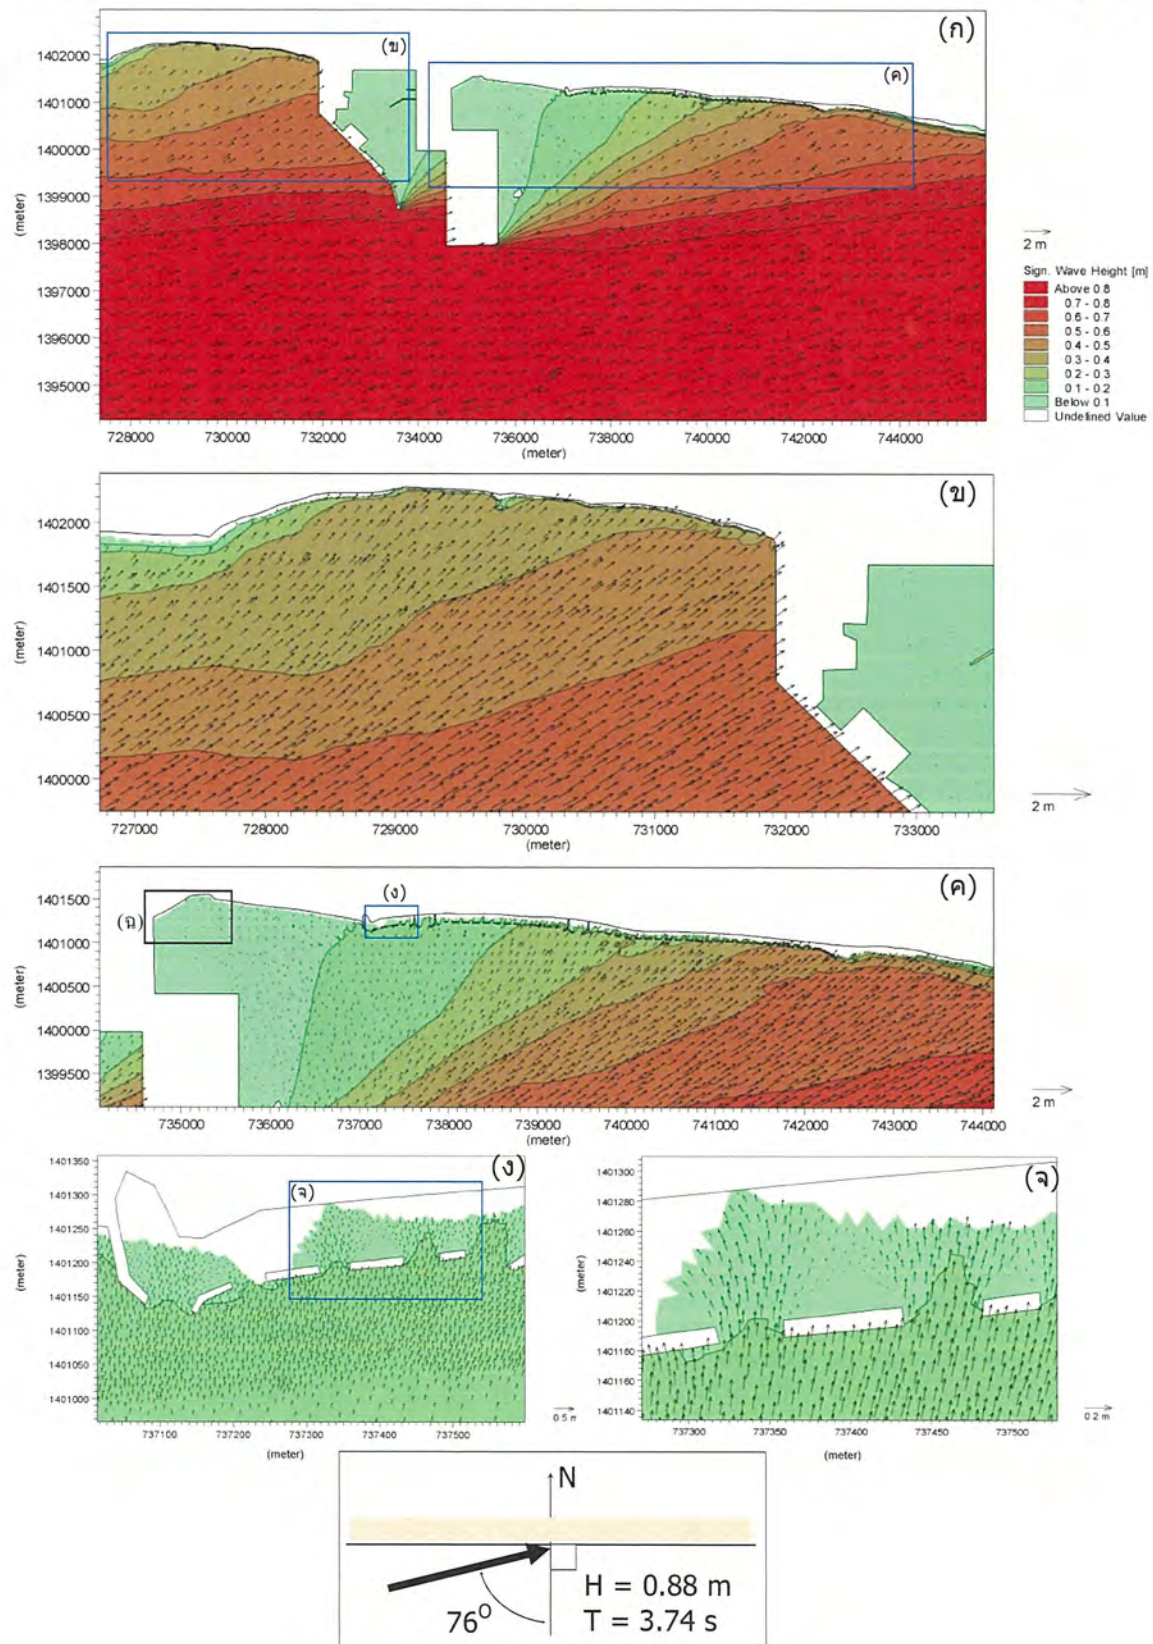 (ก)
(ข)
(ค)
1402000
1401000
1400000
1399000
1398000
1397000
1396000
1395000
(meter)
728000 730000 732000 734000 736000 738000 740000 742000 744000
(meter)
2 m
Sign. Wave Height [m]
Above 0.8
0.7 - 0.8
0.6 - 0.7
0.5 - 0.6
0.4 - 0.5
0.3 - 0.4
0.2 - 0.3
0.1 - 0.2
Below 0.1
Undefined Value
(ข)
1402000
1401500
1401000
1400500
1400000
(meter)
727000 728000 729000 730000 731000 732000 733000
(meter)
2 m
(ค)
(ง)
(ฉ)
1401500
1401000
1400500
1400000
1399500
(meter)
735000 736000 737000 738000 739000 740000 741000 742000 743000 744000
(meter)
2 m
(ง)
(จ)
1401350
1401300
1401250
1401200
1401150
1401100
1401050
1401000
(meter)
737100 737200 737300 737400 737500
(meter)
0.5 m
(จ)
1401300
1401280
1401260
1401240
1401220
1401200
1401180
1401160
1401140
(meter)
737300 737350 737400 737450 737500
(meter)
0.2 m
N
76°
H = 0.88 m
T = 3.74 s